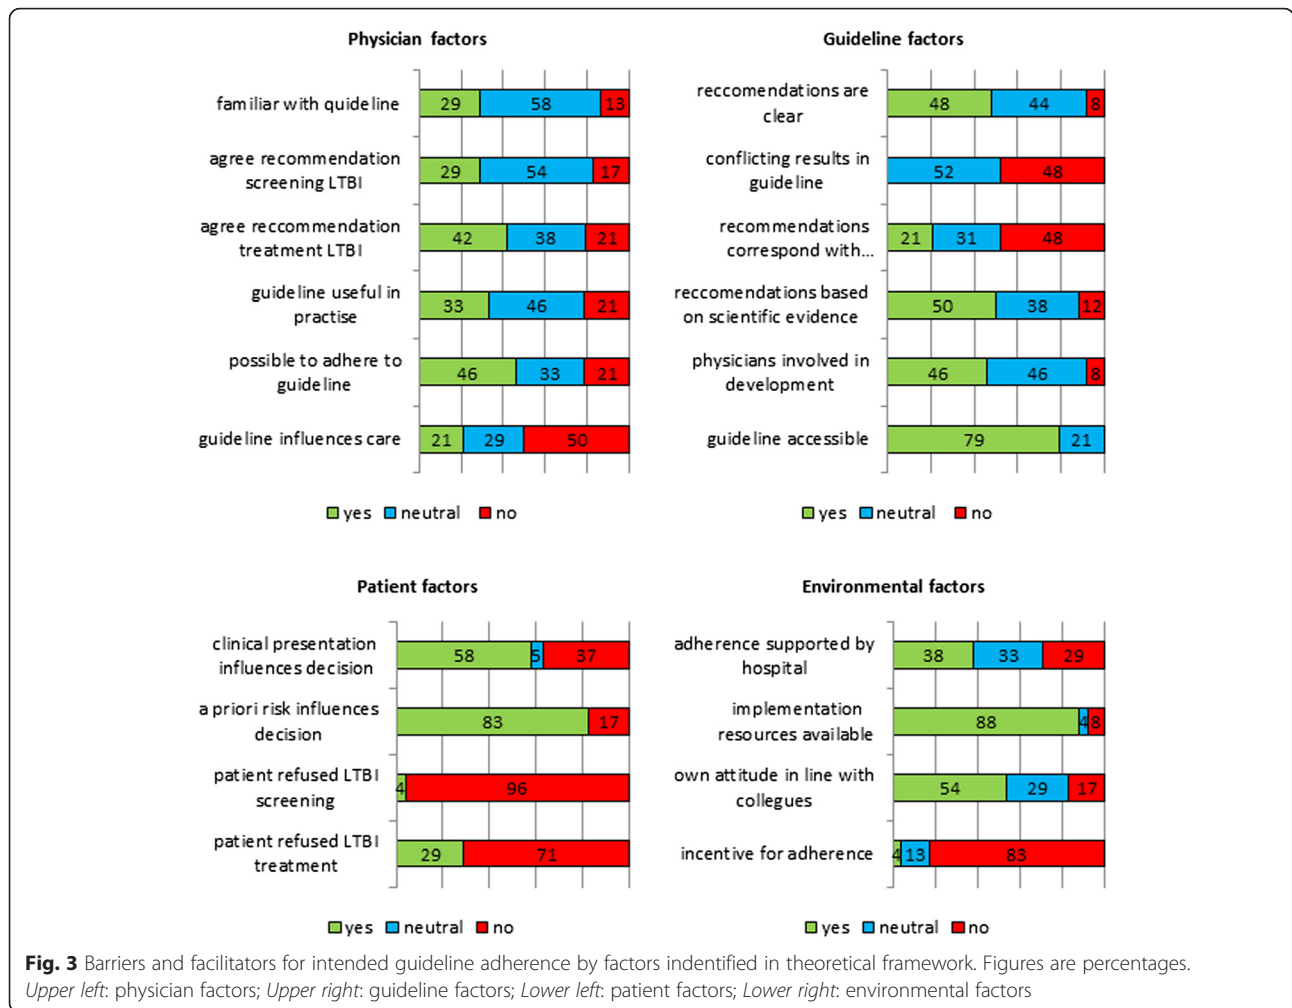 Physician factors
familiar with quideline
29 58 13
agree recommendation
screening LTBI
29 54 17
agree reccommendation
treatment LTBI
42 38 21
guideline useful in
practise
33 46 21
possible to adhere to
guideline
46 33 21
guideline influences care
21 29 50
yes neutral no
Guideline factors
reccomendations are
clear
48 44 8
conflicting results in
guideline
52 48
recommendations
correspond with...
21 31 48
reccomendations based
on scientific evidence
50 38 12
physicians involved in
development
46 46 8
guideline accessible
79 21
yes neutral no
Patient factors
clinical presentation
influences decision
58 5 37
a priori risk influences
decision
83 17
patient refused LTBI
screening
4 96
patient refused LTBI
treatment
29 71
yes neutral no
Environmental factors
adherence supported by
hospital
38 33 29
implementation
resources available
88 4 8
own attitude in line with
collegues
54 29 17
incentive for adherence
4 13 83
yes neutral no
Fig. 3 Barriers and facilitators for intended guideline adherence by factors indentified in theoretical framework. Figures are percentages.
Upper left: physician factors; Upper right: guideline factors; Lower left: patient factors; Lower right: environmental factors